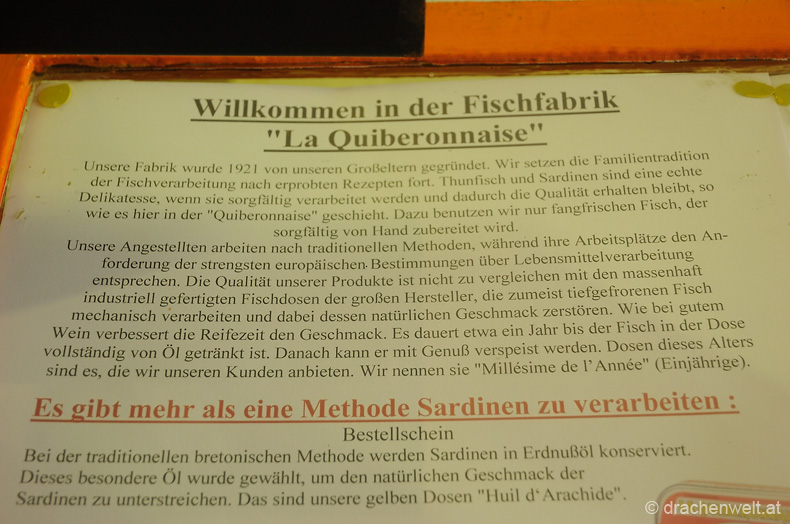 Willkommen in der Fischfabrik
"La Quiberonnaise"
Unsere Fabrik wurde 1921 von unseren Großeltern gegründet. Wir setzen die Familientradition
der Fischverarbeitung nach erprobten Rezepten fort. Thunfisch und Sardinen sind eine echte
Delikatesse, wenn sie sorgfältig verarbeitet werden und dadurch die Qualität erhalten bleibt, so
wie es hier in der "Quiberonnaise" geschieht. Dazu benutzen wir nur fangfrischen Fisch, der
sorgfältig von Hand zubereitet wird.
Unsere Angestellten arbeiten nach traditionellen Methoden, während ihre Arbeitsplätze den An-
forderung der strengsten europäischen Bestimmungen über Lebensmittelverarbeitung
entsprechen. Die Qualität unserer Produkte ist nicht zu vergleichen mit den massenhaft
industriell gefertigten Fischdosen der großen Hersteller, die zumeist tiefgefrorenen Fisch
mechanisch verarbeiten und dabei dessen natürlichen Geschmack zerstören. Wie bei gutem
Wein verbessert die Reifezeit den Geschmack. Es dauert etwa ein Jahr bis der Fisch in der Dose
vollständig von Öl getränkt ist. Danach kann er mit Genuß verspeist werden. Dosen dieses Alters
sind es, die wir unseren Kunden anbieten. Wir nennen sie "Millésime de l'Année" (Einjährige).
Es gibt mehr als eine Methode Sardinen zu verarbeiten :
Bestellschein
Bei der traditionellen bretonischen Methode werden Sardinen in Erdnußöl konserviert.
Dieses besondere Öl wurde gewählt, um den natürlichen Geschmack der
Sardinen zu unterstreichen. Das sind unsere gelben Dosen "Huil d'Arachide".
© drachenwelt.at